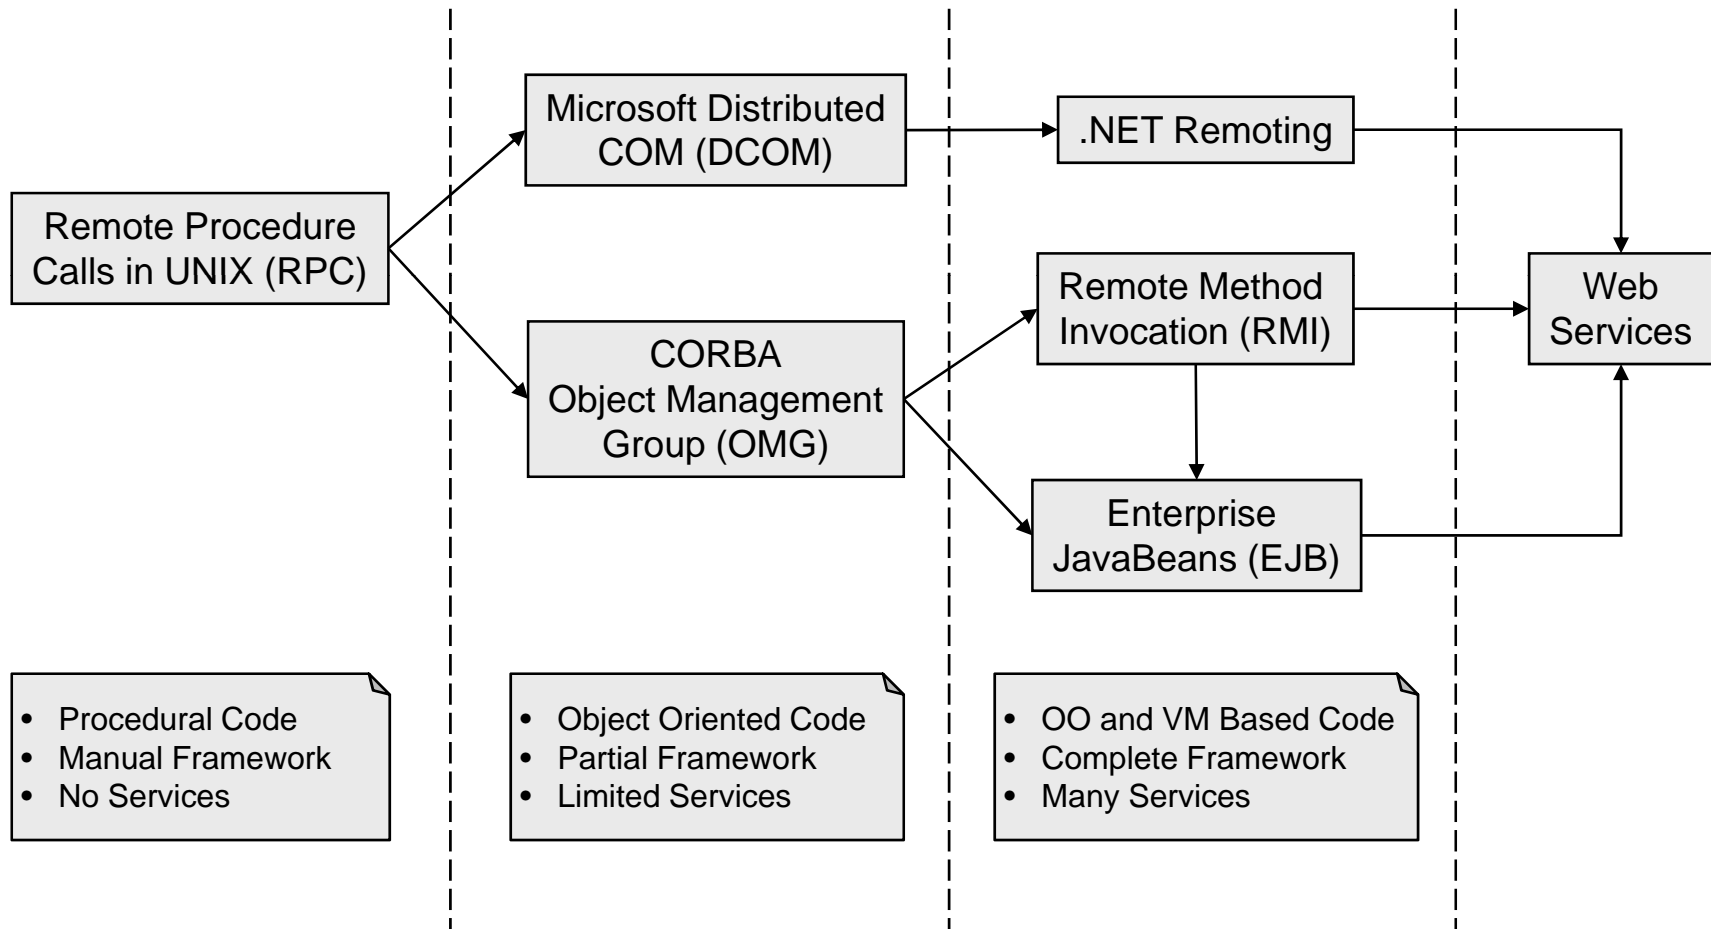 Remote Procedure
Calls in UNIX (RPC)
Microsoft Distributed
COM (DCOM)
CORBA
Object Management
Group (OMG)
.NET Remoting
Remote Method
Invocation (RMI)
Enterprise
JavaBeans (EJB)
Web
Services
• Procedural Code
• Manual Framework
• No Services
• Object Oriented Code
• Partial Framework
• Limited Services
• OO and VM Based Code
• Complete Framework
• Many Services